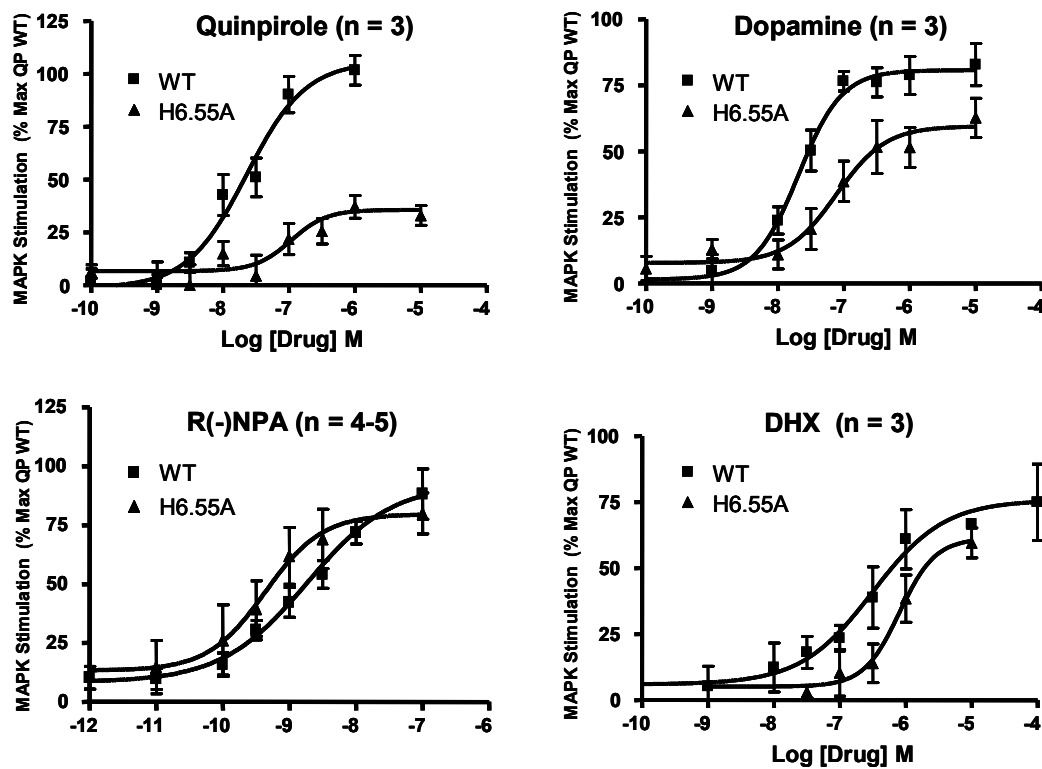 Quinpirole (n = 3)
MAPK Stimulation (% Max QP WT)
125
100
75
50
25
0
WT
H6.55A
-10 -9 -8 -7 -6 -5 -4
Log [Drug] M
Dopamine (n = 3)
MAPK Stimulation (% Max QP WT)
100
75
50
25
0
WT
H6.55A
-10 -9 -8 -7 -6 -5 -4
Log [Drug] M
R(-)NPA (n = 4-5)
MAPK Stimulation (% Max QP WT)
125
100
75
50
25
0
WT
H6.55A
-12 -11 -10 -9 -8 -7 -6
DHX (n = 3)
MAPK Stimulation (% Max QP WT)
100
75
50
25
0
WT
H6.55A
-10 -9 -8 -7 -6 -5 -4
Log [Drug] M